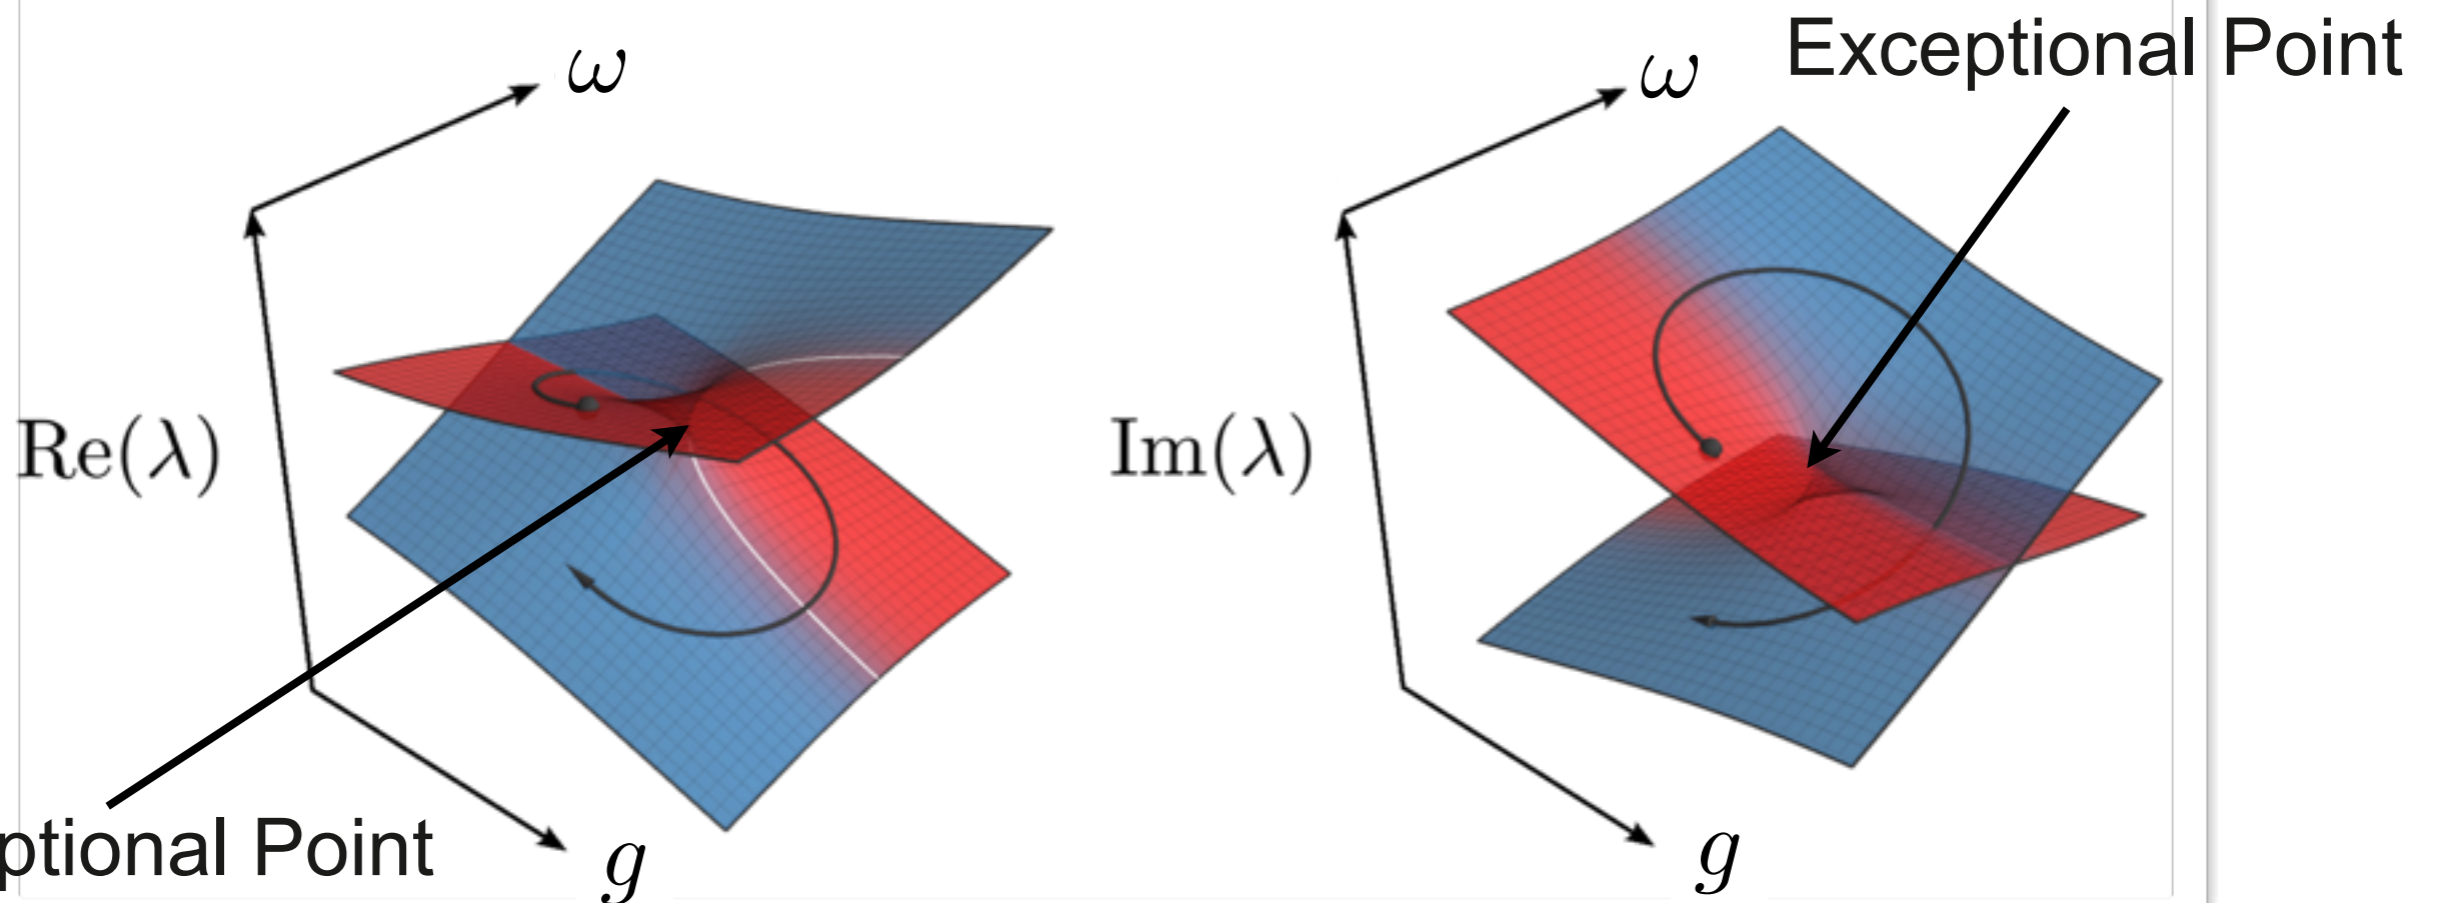 ω
ω
Exceptional Point
Re(λ)
Im(λ)
ptional Point
g
g